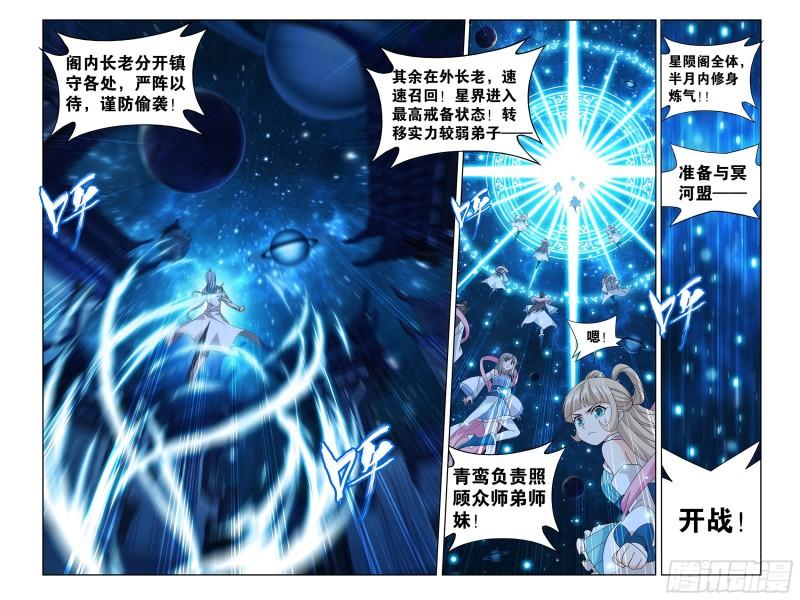 阁内长老分开镇
守各处，严阵以
待，谨防偷袭！
其余在外长老，速
速召回！星界进入
最高戒备状态！转
移实力较弱弟子——
砰
砰
砰
嗯！
青鸾负责照
顾众师弟师
妹！
星陨阁全体，
半月内修身
炼气！！
准备与冥
河盟——
砰
开战！
腾讯动漫